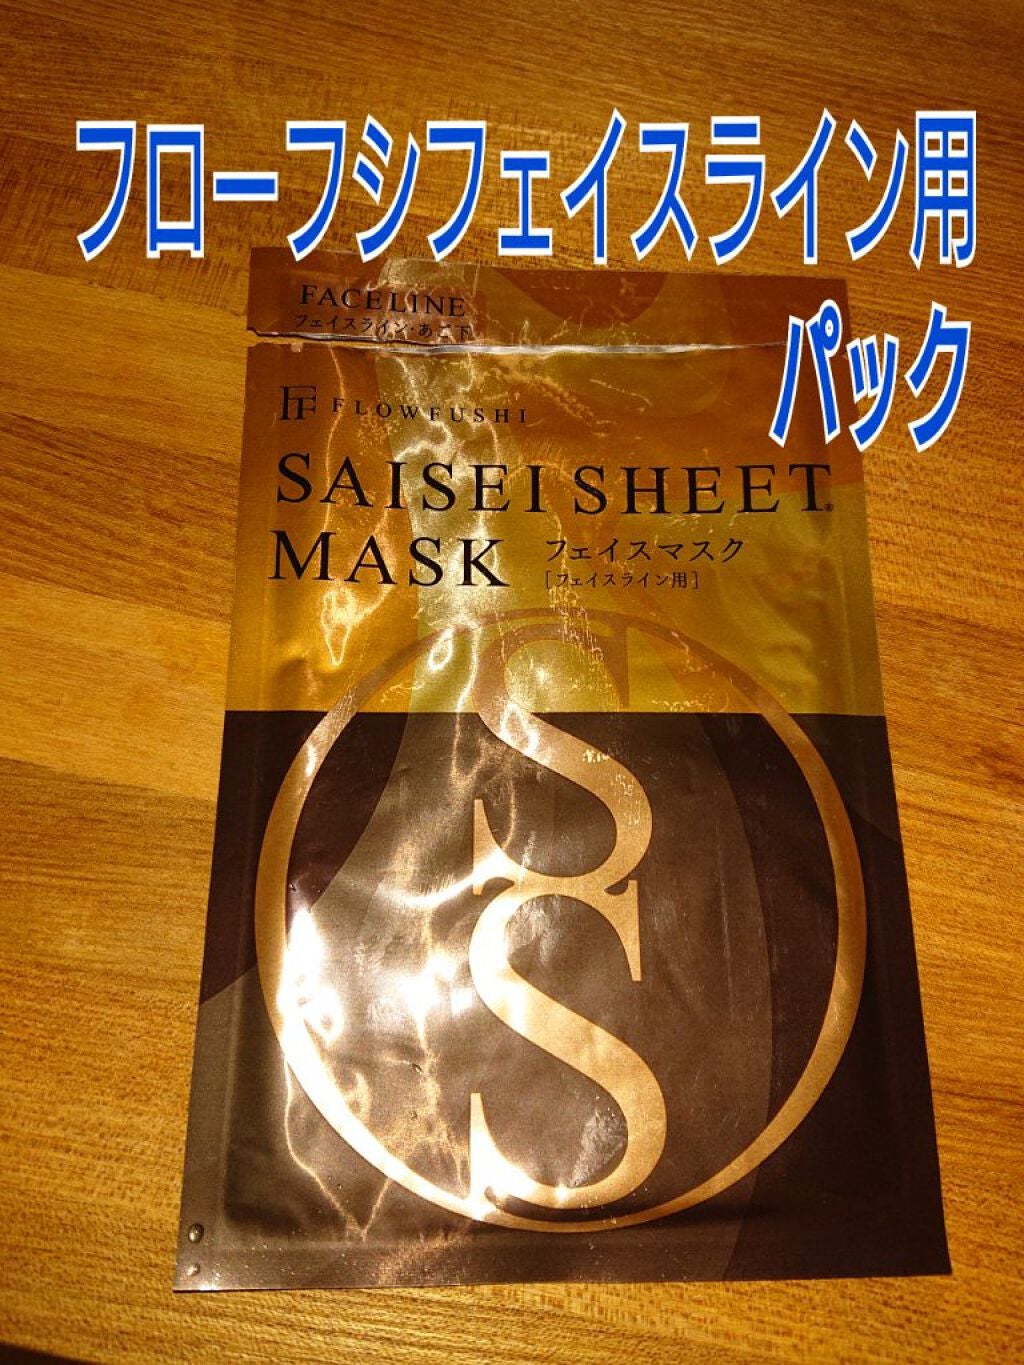 フローフシフェイスライン用
パック
FACELINE
フェイスライン・あご下
FF FLOWFUSHI
SAISEI SHEET
MASK フェイスマスク
[フェイスライン用]
SS